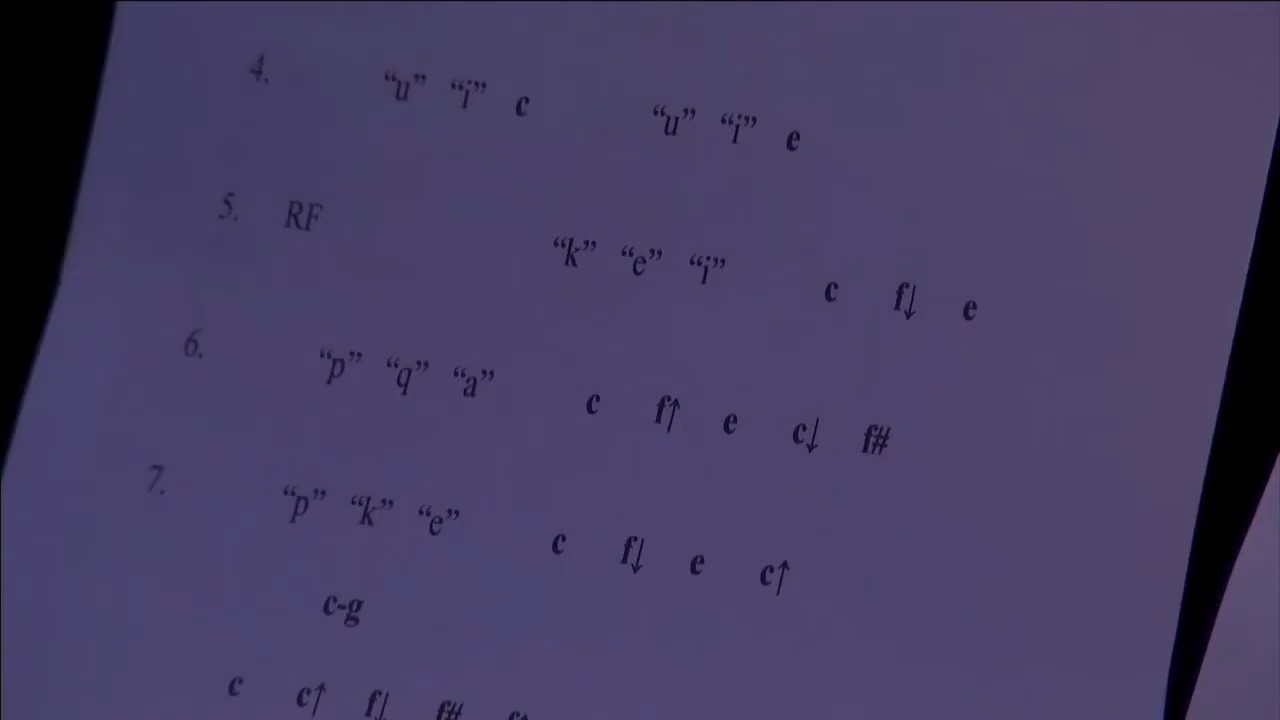 4. “u” “i” c “u” “i” e
5. RF “k” “e” “i” c f↓ e
6. “p” “q” “a” c f↑ e c↓ f#
7. “p” “k” “e” c f↓ e c↑
c-g
c c↑ f↓ f#